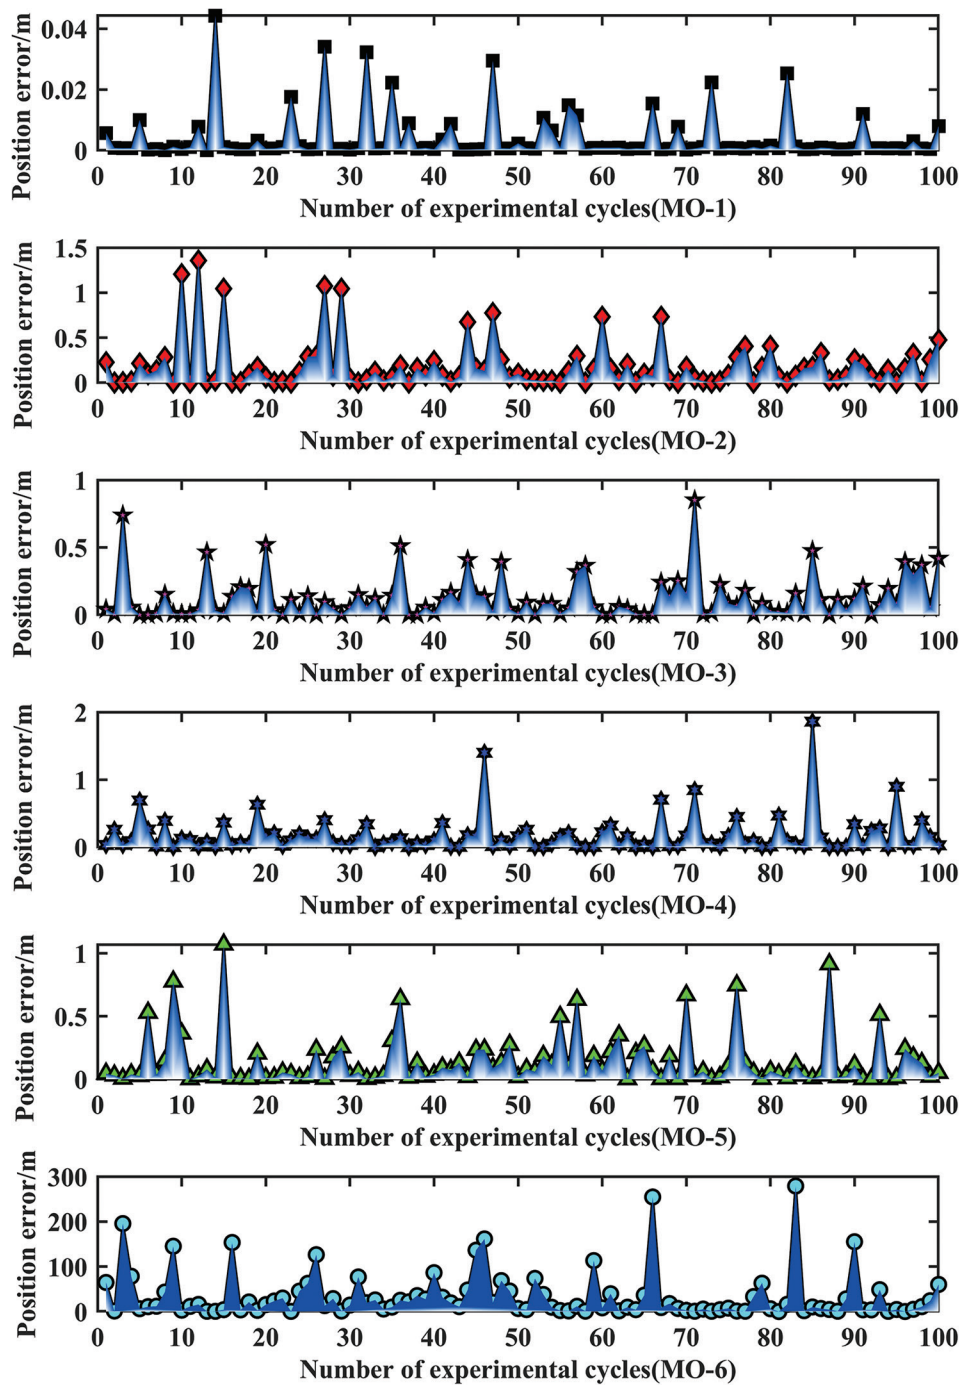 Position error/m
0.04
0.02
0
0 10 20 30 40 50 60 70 80 90 100
Number of experimental cycles(MO-1)
Position error/m
1.5
1
0.5
0
0 10 20 30 40 50 60 70 80 90 100
Number of experimental cycles(MO-2)
Position error/m
1
0.5
0
0 10 20 30 40 50 60 70 80 90 100
Number of experimental cycles(MO-3)
Position error/m
2
1
0
0 10 20 30 40 50 60 70 80 90 100
Number of experimental cycles(MO-4)
Position error/m
1
0.5
0
0 10 20 30 40 50 60 70 80 90 100
Number of experimental cycles(MO-5)
Position error/m
300
200
100
0
0 10 20 30 40 50 60 70 80 90 100
Number of experimental cycles(MO-6)